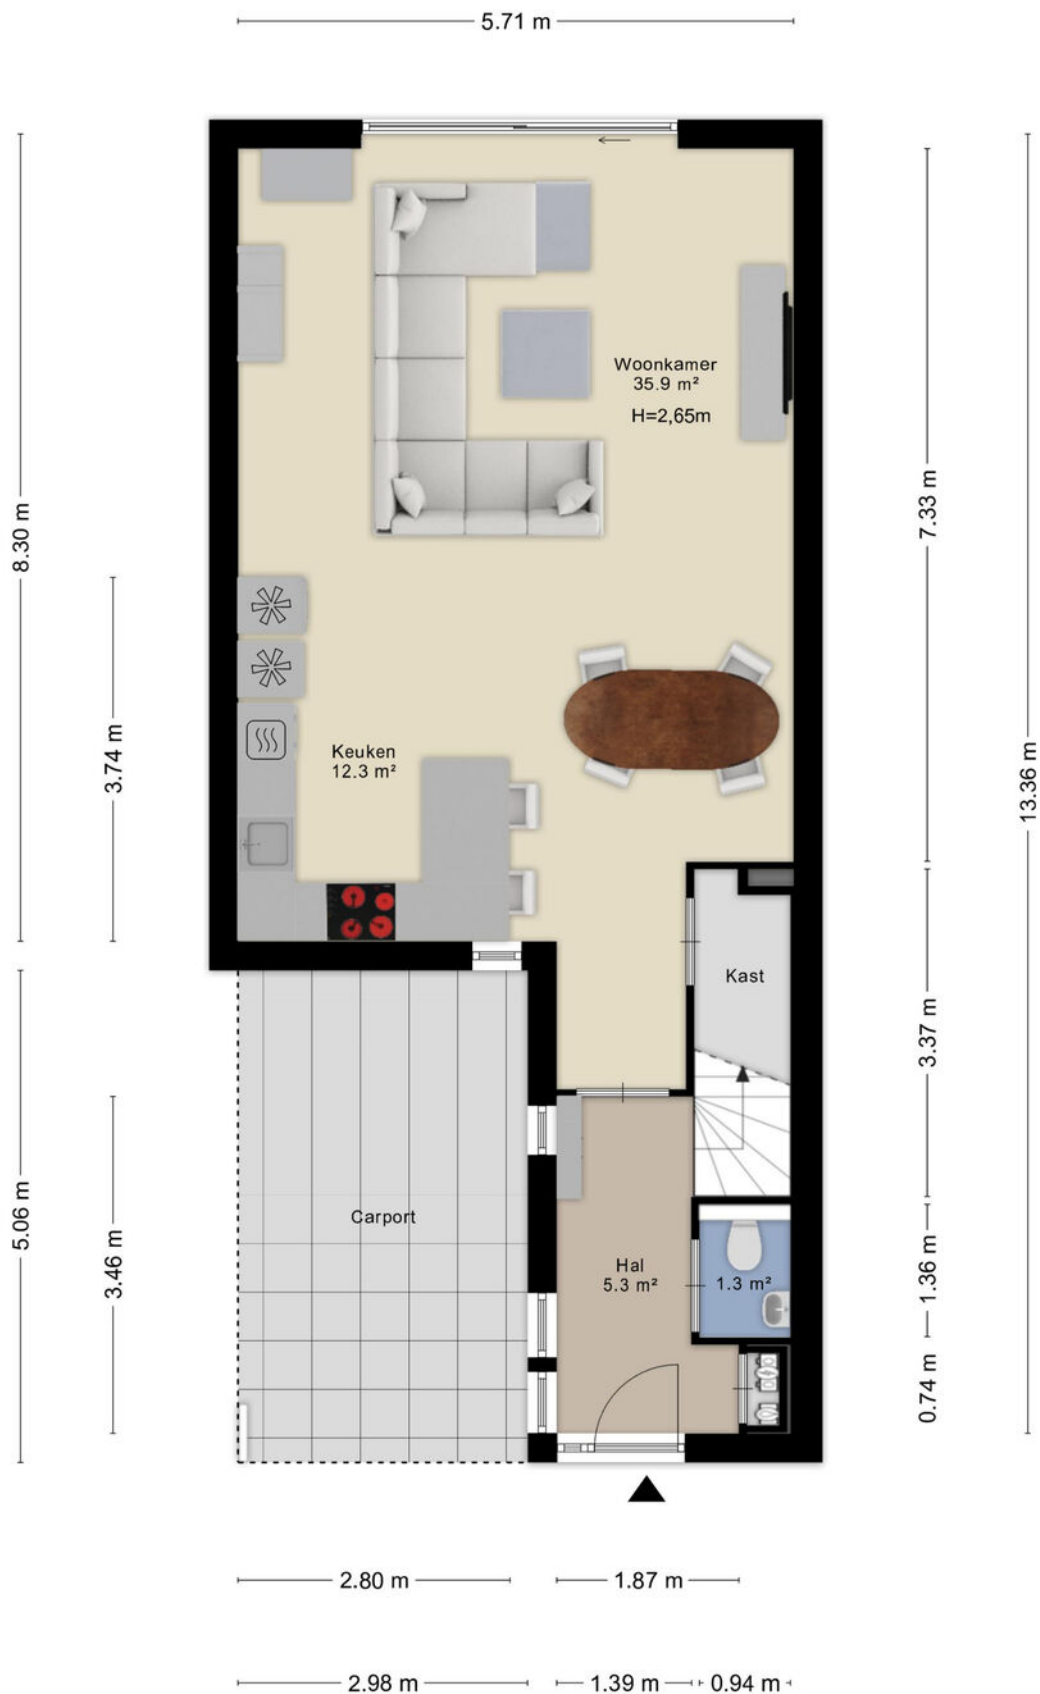 5.71 m
Woonkamer
35.9 m²
H=2,65m
7.33 m
8.30 m
3.74 m
Keuken
12.3 m²
13.36 m
Kast
3.37 m
5.06 m
3.46 m
Carport
Hal
5.3 m²
1.3 m²
1.36 m
0.74 m
2.80 m
1.87 m
2.98 m
1.39 m
0.94 m